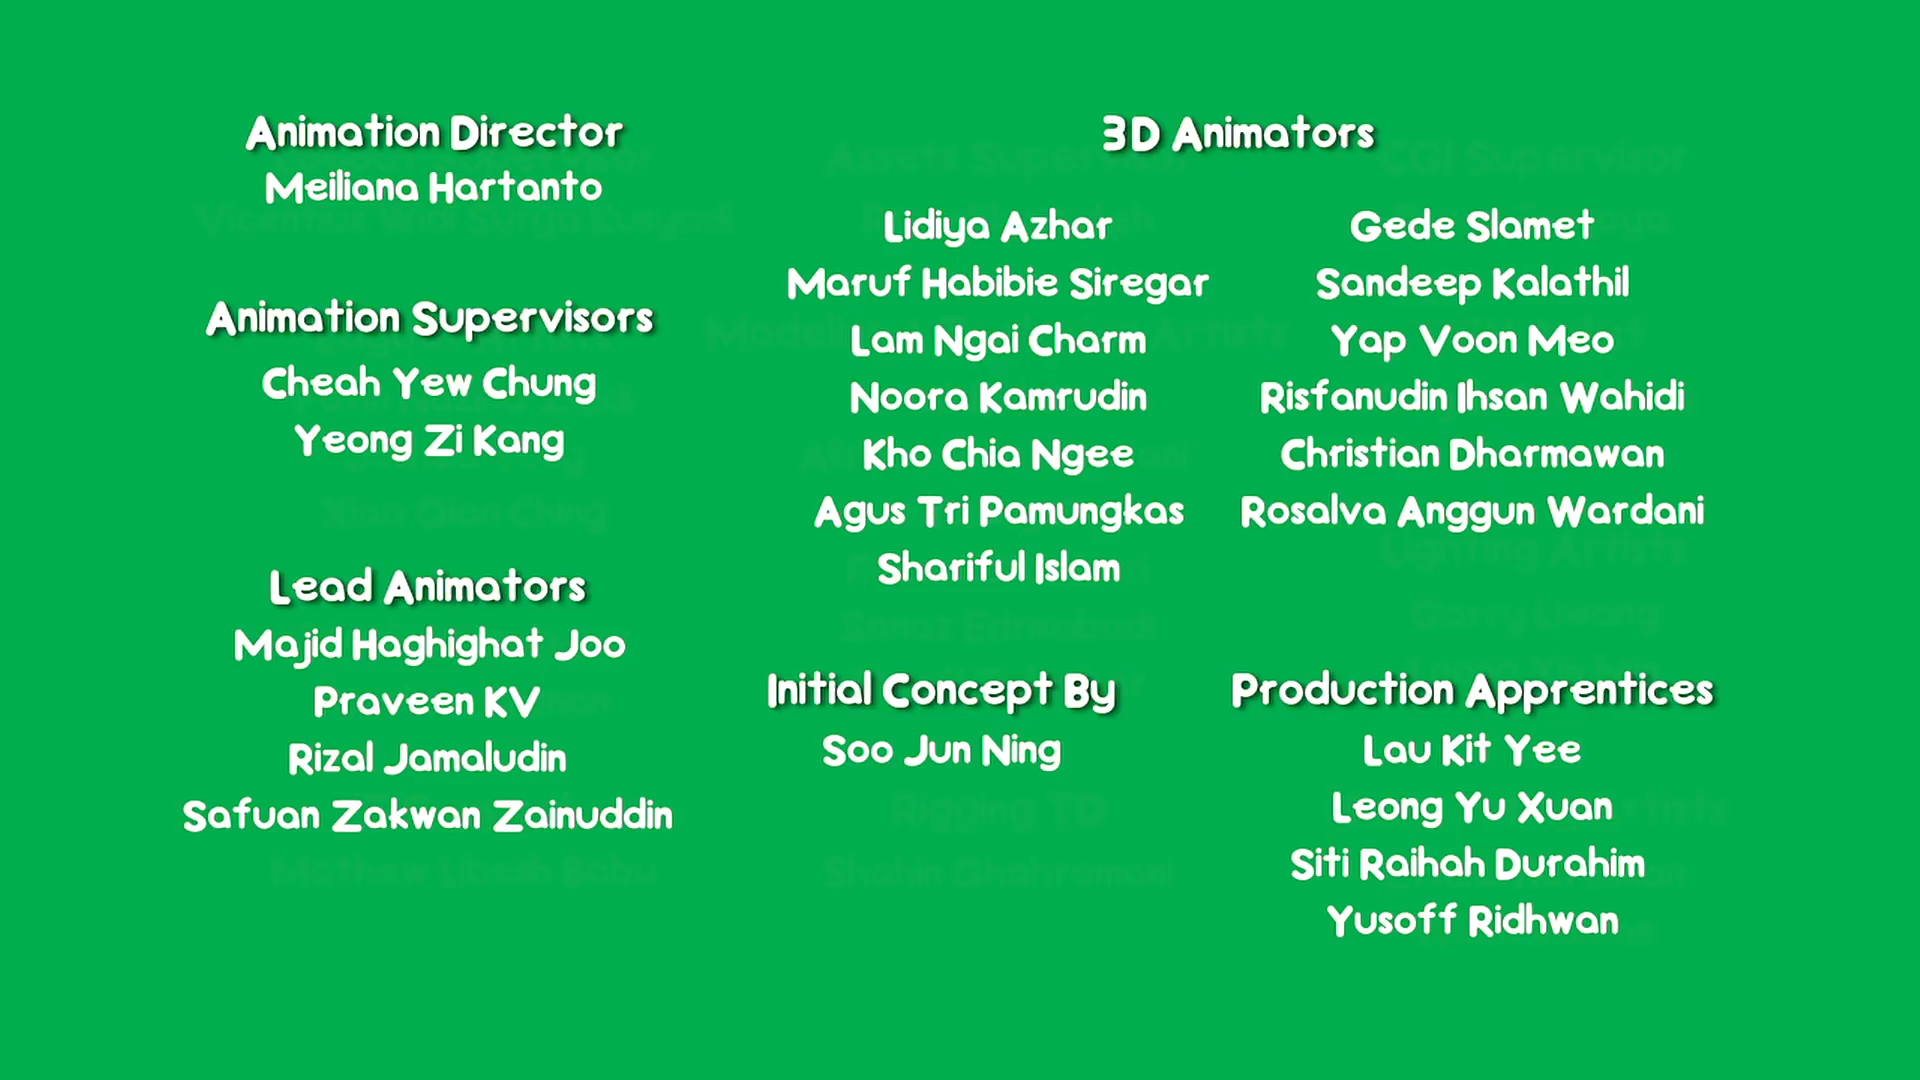 Animation Director
Meiliana Hartanto
Animation Supervisors
Cheah Yew Chung
Yeong Zi Kang
Lead Animators
Majid Haghighat Joo
Praveen KV
Rizal Jamaludin
Safuan Zakwan Zainuddin
3D Animators
Lidiya Azhar
Maruf Habibie Siregar
Lam Ngai Charm
Noora Kamrudin
Kho Chia Ngee
Agus Tri Pamungkas
Shariful Islam
Gede Slamet
Sandeep Kalathil
Yap Voon Meo
Risfanudin Ihsan Wahidi
Christian Dharmawan
Rosalva Anggun Wardani
Initial Concept By
Soo Jun Ning
Production Apprentices
Lau Kit Yee
Leong Yu Xuan
Siti Raihah Durahim
Yusoff Ridhwan